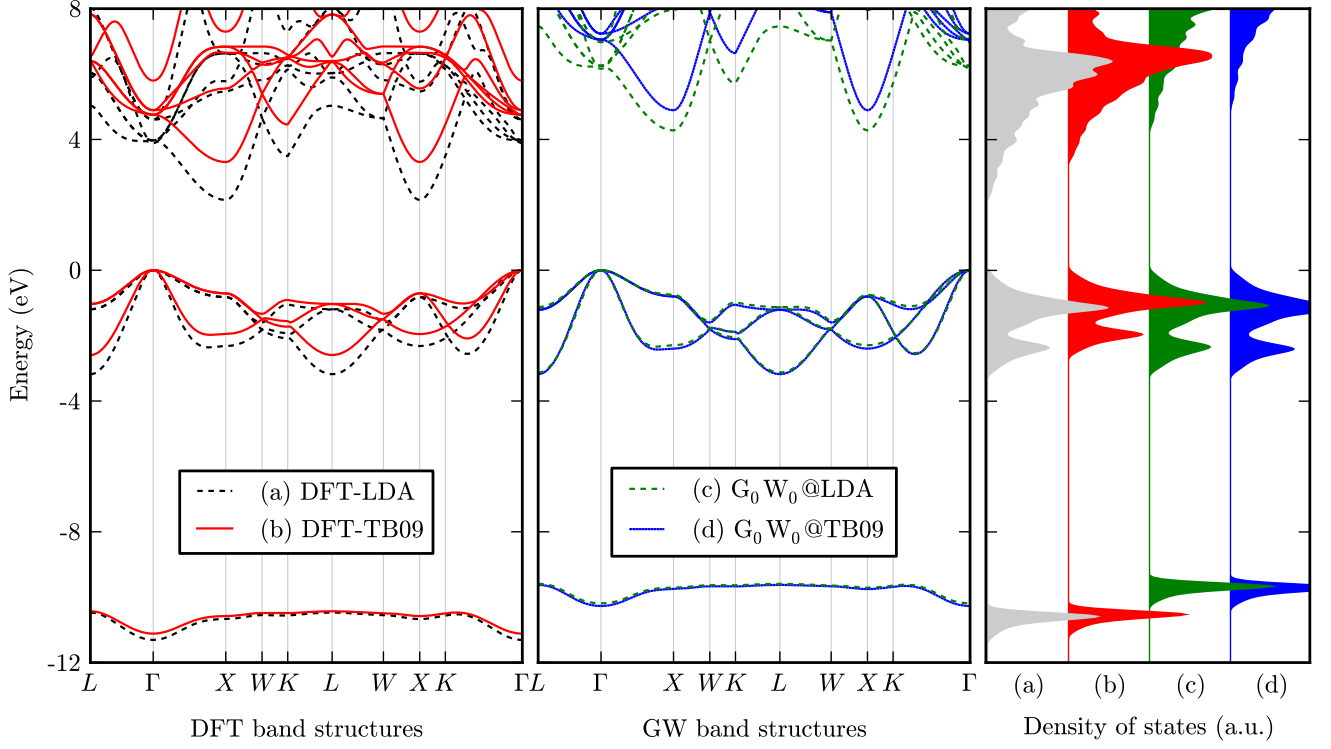 8
4
0
-4
-8
-12
Energy (eV)
(a) DFT-LDA
(b) DFT-TB09
(c) G₀W₀@LDA
(d) G₀W₀@TB09
L Γ X W K L W X K Γ
L Γ X W K L W X K Γ
(a) (b) (c) (d)
DFT band structures
GW band structures
Density of states (a.u.)